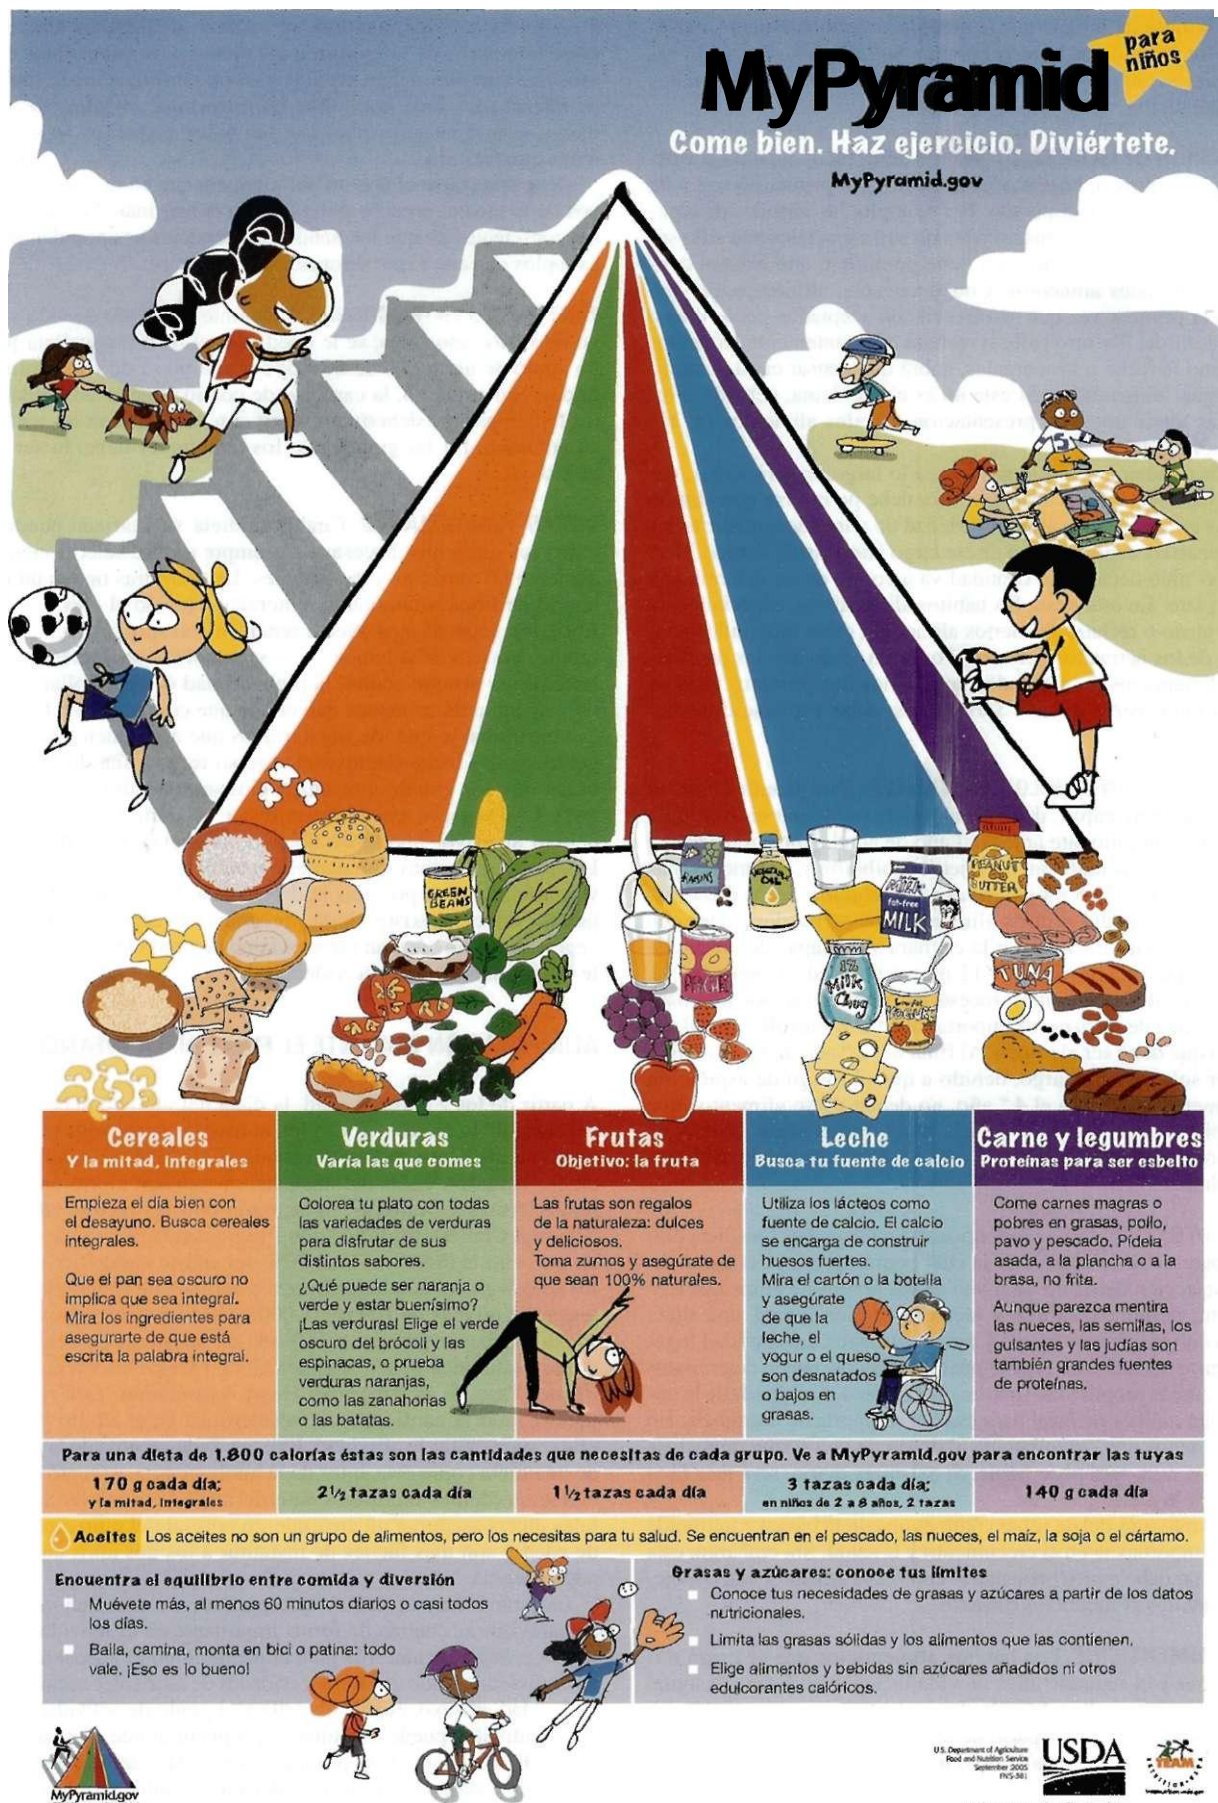 para
niños
MyPyramid
Come bien. Haz ejercicio. Diviértete.
MyPyramid.gov
GREEN
BEANS
RAISINS
VEGETABLE
OIL
MILK
fat-free
MILK
PEANUT
BUTTER
1%
Milk
Chug
TUNA
Cereales
Y la mitad, integrales
Verduras
Varía las que comes
Frutas
Objetivo: la fruta
Leche
Busca tu fuente de calcio
Carne y legumbres
Proteínas para ser esbelto
Empieza el día bien con
el desayuno. Busca cereales
integrales.
Que el pan sea oscuro no
implica que sea integral.
Mira los ingredientes para
asegurarte de que está
escrita la palabra integral.
Colorea tu plato con todas
las variedades de verduras
para disfrutar de sus
distintos sabores.
¿Qué puede ser naranja o
verde y estar buenísimo?
¡Las verduras! Elige el verde
oscuro del brócoli y las
espinacas, o prueba
verduras naranjas,
como las zanahorias
o las batatas.
Las frutas son regalos
de la naturaleza: dulces
y deliciosos.
Toma zumos y asegúrate de
que sean 100% naturales.
Utiliza los lácteos como
fuente de calcio. El calcio
se encarga de construir
huesos fuertes.
Mira el cartón o la botella
y asegúrate
de que la
leche, el
yogur o el queso
son desnatados
o bajos en
grasas.
Come carnes magras o
pobres en grasas, pollo,
pavo y pescado. Pídela
asada, a la plancha o a la
brasa, no frita.
Aunque parezca mentira
las nueces, las semillas, los
guisantes y las judías son
también grandes fuentes
de proteínas.
Para una dieta de 1.800 calorías éstas son las cantidades que necesitas de cada grupo. Ve a MyPyramid.gov para encontrar las tuyas
170 g cada día;
y la mitad, integrales
2 1/2 tazas cada día
1 1/2 tazas cada día
3 tazas cada día;
en niños de 2 a 8 años, 2 tazas
140 g cada día
Aceites Los aceites no son un grupo de alimentos, pero los necesitas para tu salud. Se encuentran en el pescado, las nueces, el maíz, la soja o el cártamo.
Encuentra el equilibrio entre comida y diversión
Muévete más, al menos 60 minutos diarios o casi todos
los días.
Baila, camina, monta en bici o patina: todo
vale. ¡Eso es lo bueno!
Grasas y azúcares: conoce tus límites
Conoce tus necesidades de grasas y azúcares a partir de los datos
nutricionales.
Limita las grasas sólidas y los alimentos que las contienen.
Elige alimentos y bebidas sin azúcares añadidos ni otros
edulcorantes calóricos.
MyPyramid.gov
U.S. Department of Agriculture
Food and Nutrition Service
September 2005
FNS-381
USDA
TEAM